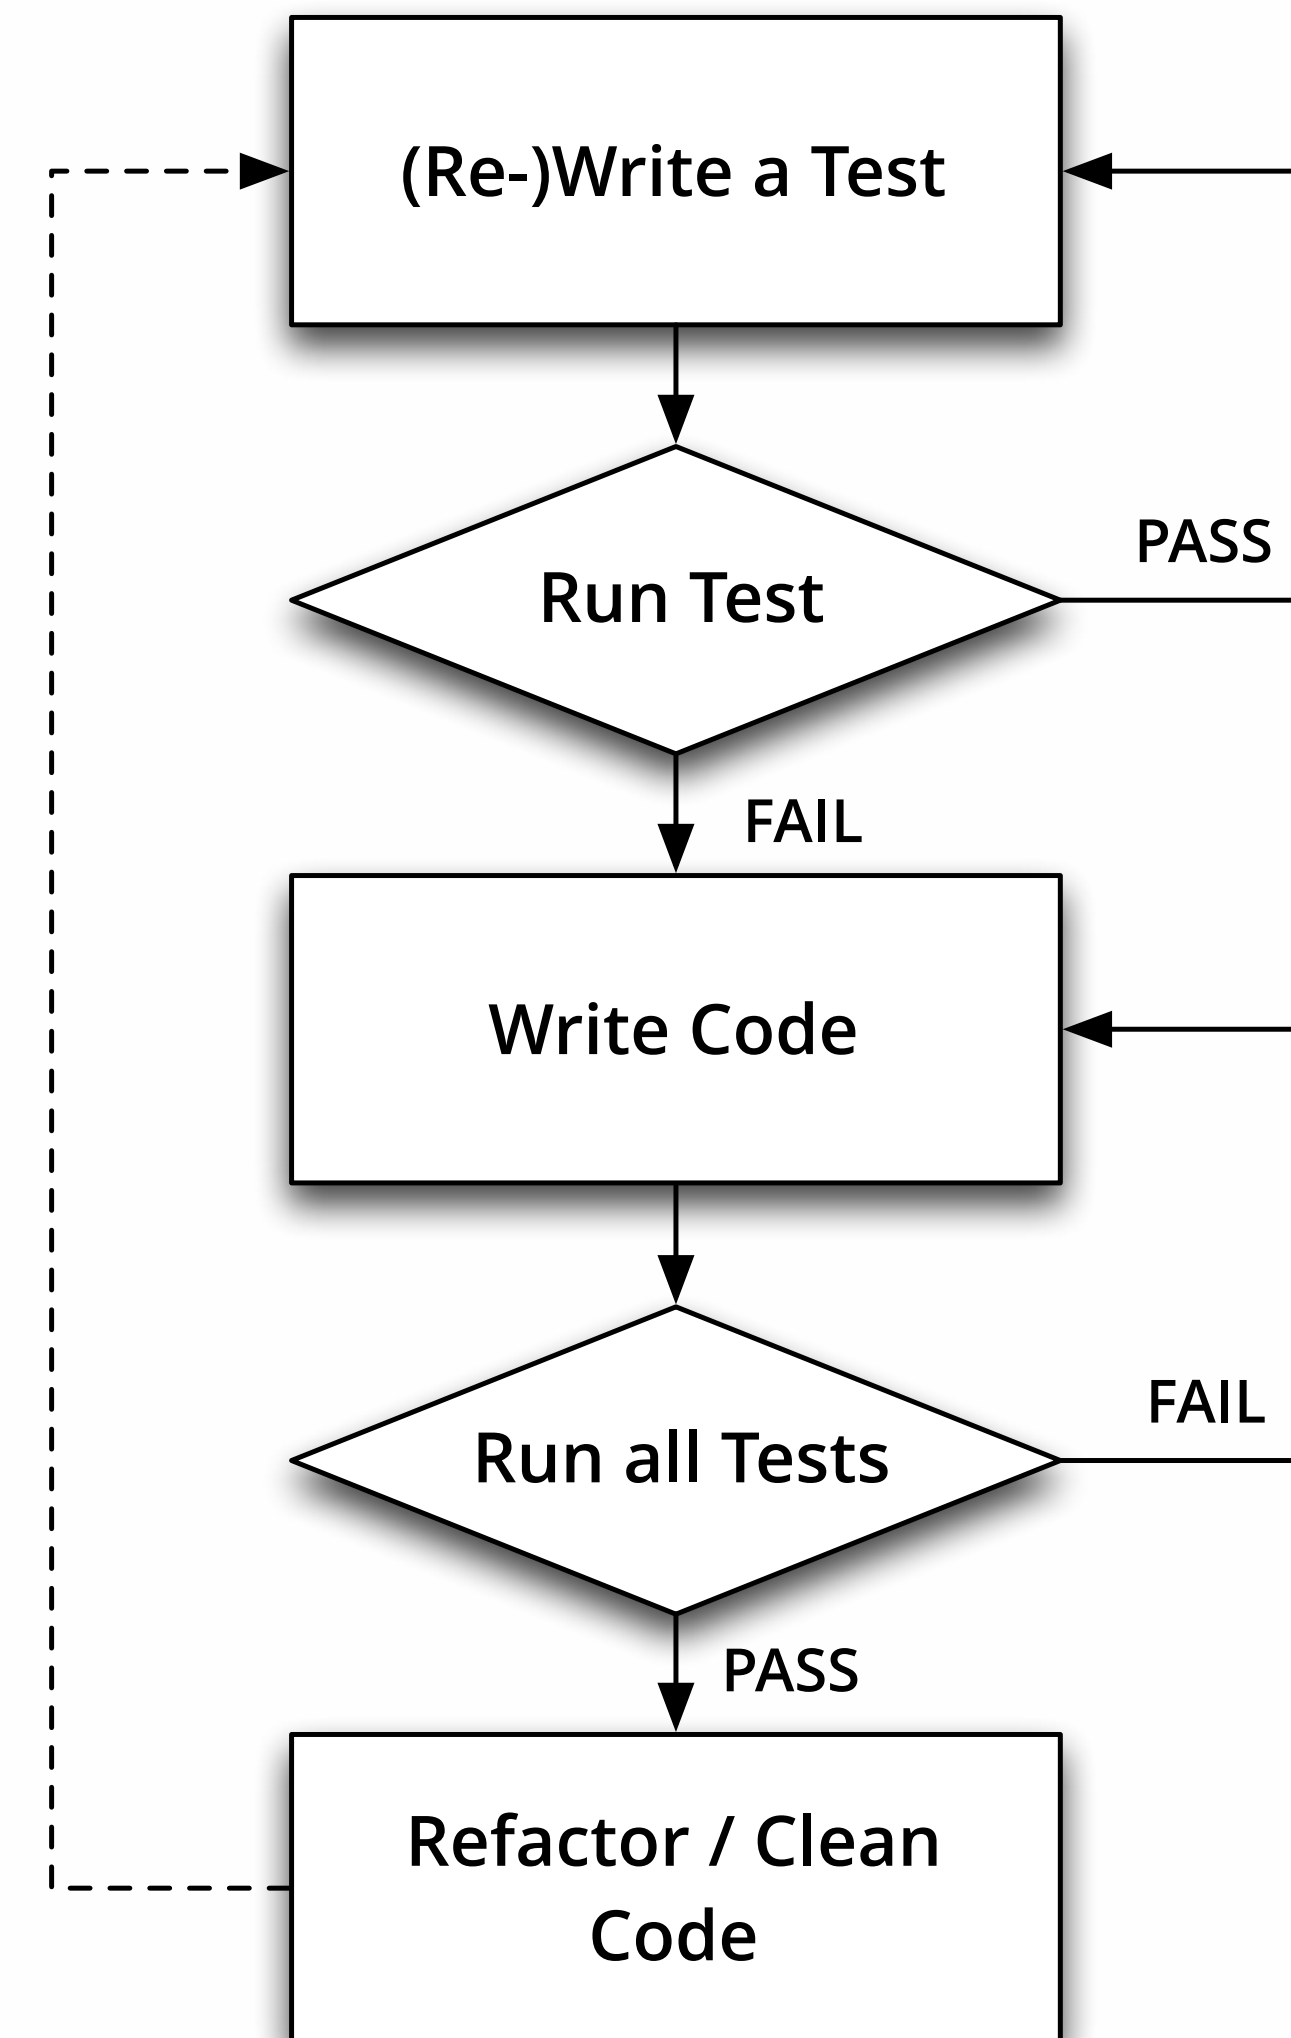 (Re-)Write a Test
Run Test
PASS
FAIL
Write Code
Run all Tests
FAIL
PASS
Refactor / Clean
Code